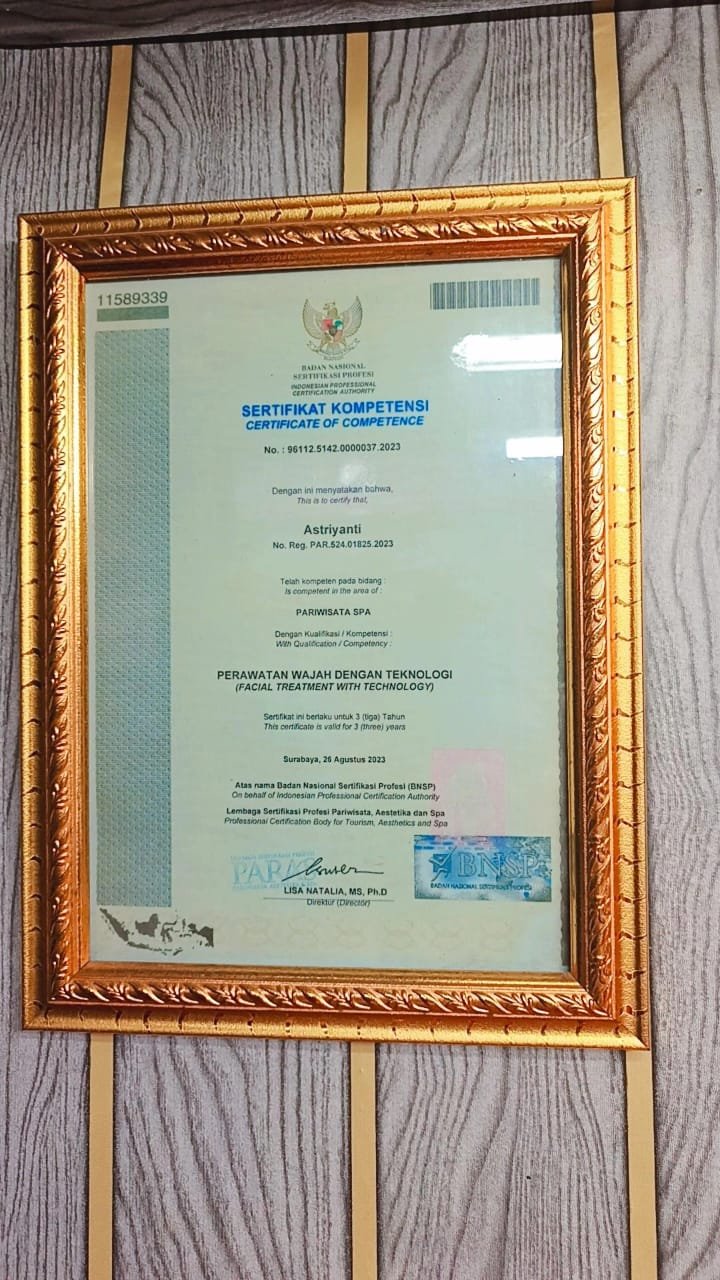 11589339
BADAN NASIONAL
SERTIFIKASI PROFESI
INDONESIAN PROFESSIONAL
CERTIFICATION AUTHORITY
SERTIFIKAT KOMPETENSI
CERTIFICATE OF COMPETENCE
No. : 96112.5142.0000037.2023
Dengan ini menyatakan bahwa,
This is to certify that,
Astriyanti
No. Reg. PAR.524.01825.2023
Telah kompeten pada bidang :
Is competent in the area of :
PARIWISATA SPA
Dengan Kualifikasi / Kompetensi :
With Qualification / Competency :
PERAWATAN WAJAH DENGAN TEKNOLOGI
(FACIAL TREATMENT WITH TECHNOLOGY)
Sertifikat ini berlaku untuk 3 (tiga) Tahun
This certificate is valid for 3 (three) years
Surabaya, 26 Agustus 2023
Atas nama Badan Nasional Sertifikasi Profesi (BNSP)
On behalf of Indonesian Professional Certification Authority
Lembaga Sertifikasi Profesi Pariwisata, Aestetika dan Spa
Professional Certification Body for Tourism, Aesthetics and Spa
BNSP
BADAN NASIONAL SERTIFIKASI PROFESI
LISA NATALIA, MS, Ph.D
Direktur (Director)